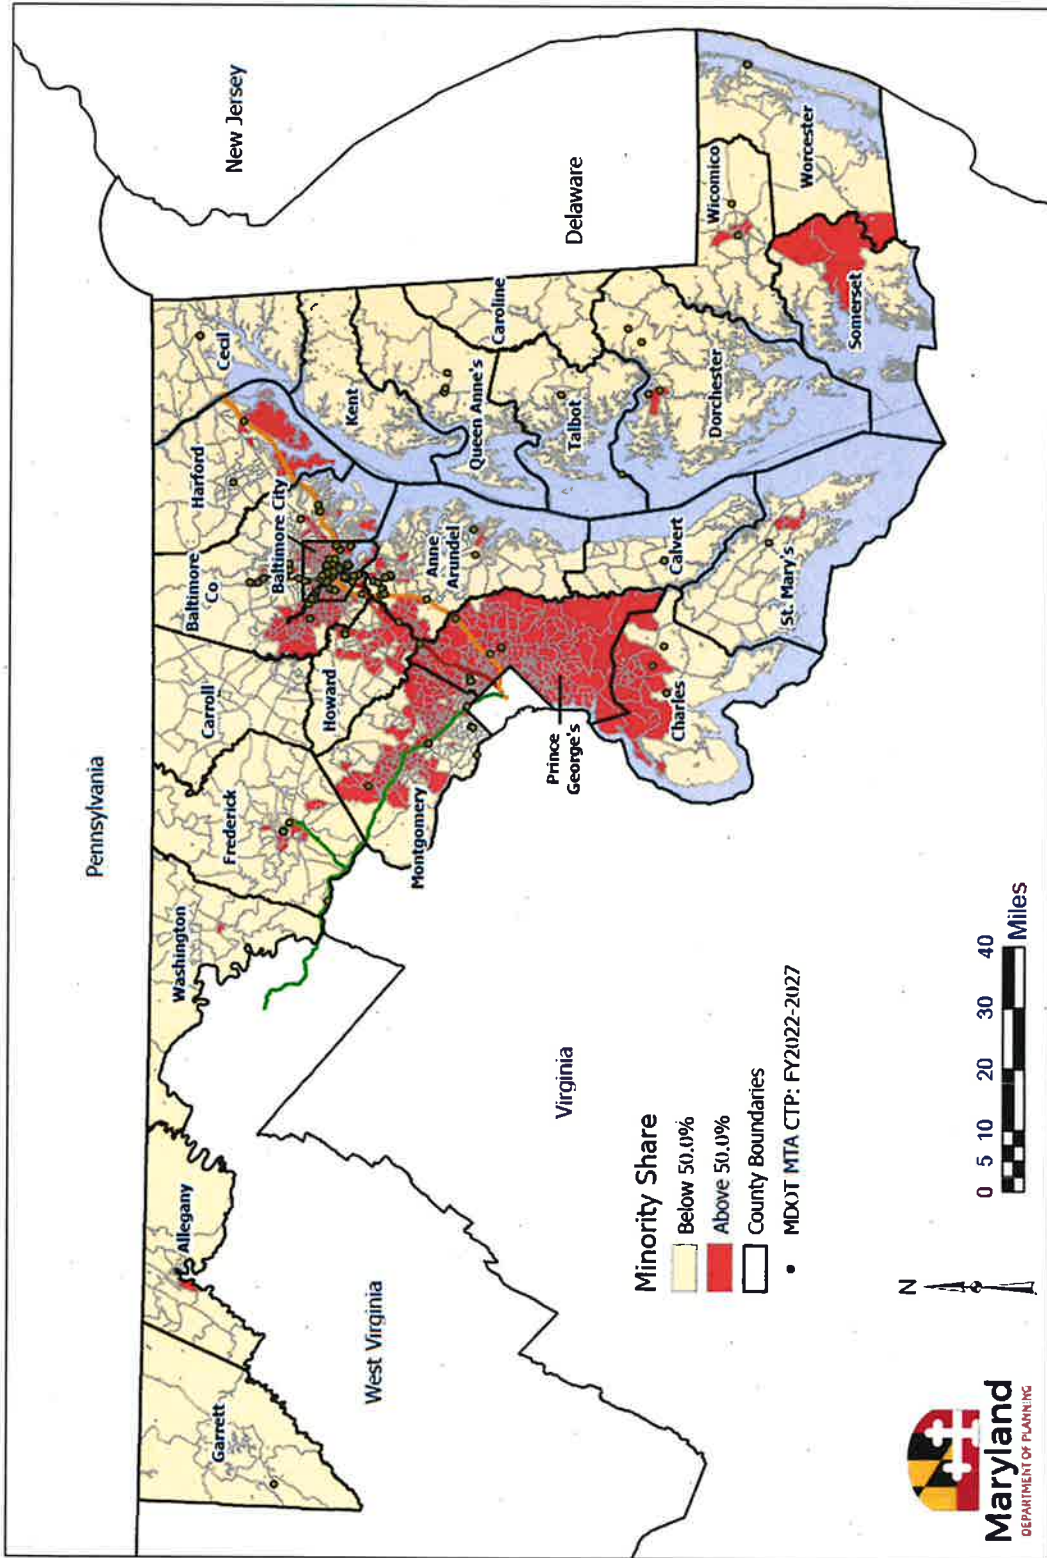 Pennsylvania
New Jersey
Delaware
Virginia
West Virginia
Garrett
Allegany
Washington
Frederick
Carroll
Baltimore
Co
Baltimore City
Harford
Cecil
Kent
Howard
Montgomery
Anne
Arundel
Queen Anne's
Caroline
Talbot
Prince
George's
Charles
Calvert
St. Mary's
Dorchester
Wicomico
Worcester
Somerset
Minority Share
Below 50.0%
Above 50.0%
County Boundaries
MDOT MTA CTP: FY2022-2027
N
0 5 10 20 30 40
Miles
Maryland
DEPARTMENT OF PLANNING